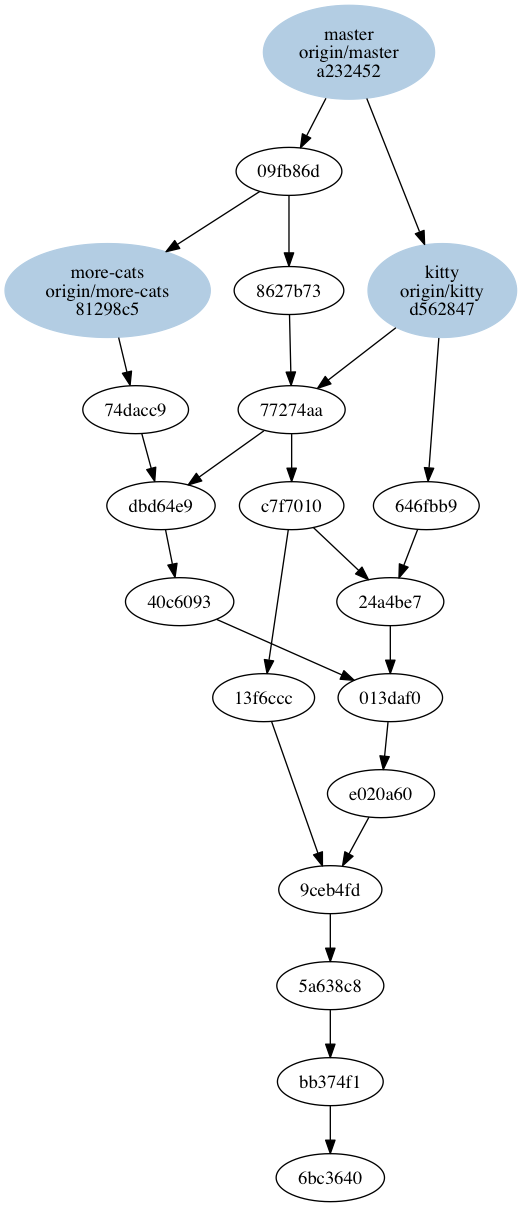 master
origin/master
a232452
09fb86d
more-cats
origin/more-cats
81298c5
8627b73
kitty
origin/kitty
d562847
74dacc9
77274aa
dbd64e9
c7f7010
646fbb9
40c6093
24a4be7
13f6ccc
013daf0
e020a60
9ceb4fd
5a638c8
bb374f1
6bc3640